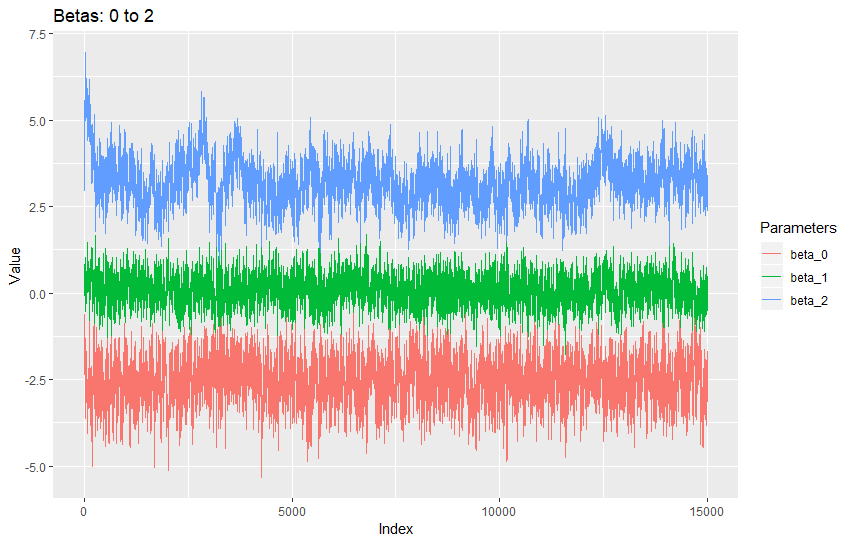 Betas: 0 to 2
7.5
5.0
2.5
0.0
-2.5
-5.0
Value
0
5000
10000
15000
Index
Parameters
beta_0
beta_1
beta_2